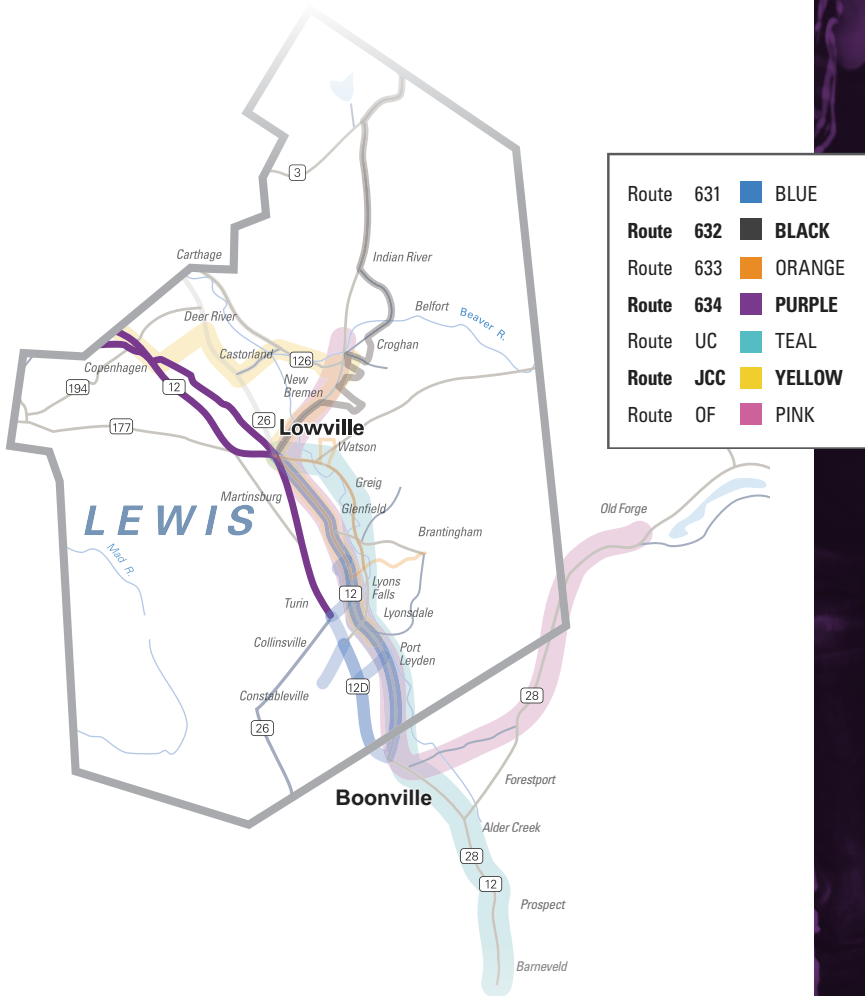 3
Carthage
Indian River
Belfort
Beaver R.
Deer River
Croghan
Castorland
126
Copenhagen
12
194
New
Bremen
177
26
Lowville
Watson
Martinsburg
Greig
Glenfield
LEWIS
Brantingham
Old Forge
Mad R.
Lyons
Falls
12
Turin
Lyonsdale
Collinsville
Port
Leyden
12D
Constableville
26
28
Boonville
Forestport
Alder Creek
28
12
Prospect
Barneveld
Route 631 BLUE
Route 632 BLACK
Route 633 ORANGE
Route 634 PURPLE
Route UC TEAL
Route JCC YELLOW
Route OF PINK